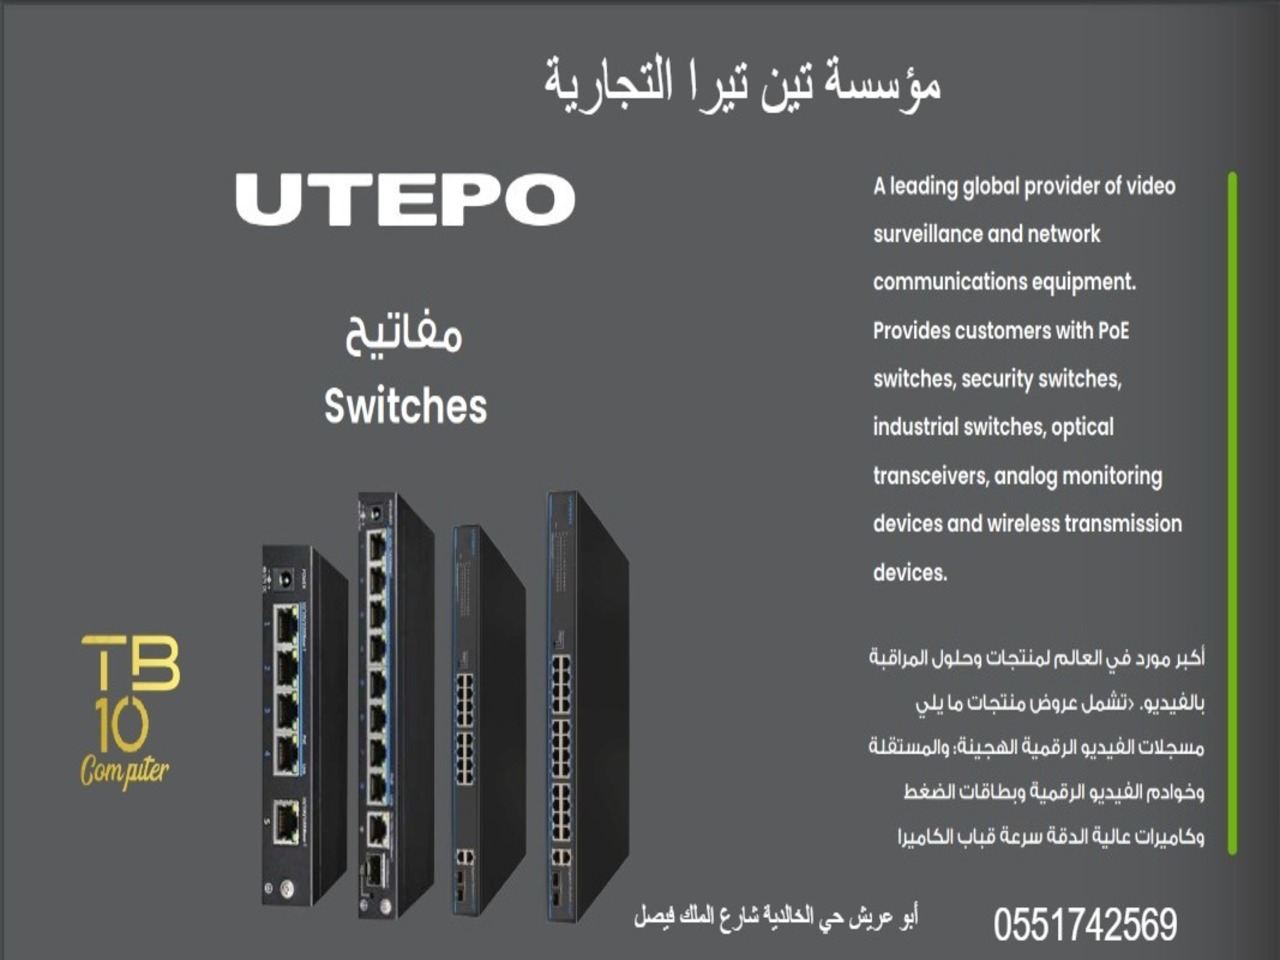 مؤسسة تين تيرا التجارية
UTEPO
مفاتيح
Switches
A leading global provider of video
surveillance and network
communications equipment.
Provides customers with PoE
switches, security switches,
industrial switches, optical
transceivers, analog monitoring
devices and wireless transmission
devices.
أكبر مورد في العالم لمنتجات وحلول المراقبة
بالفيديو. <تشمل عروض منتجات ما يلي
مسجلات الفيديو الرقمية الهجينة: والمستقلة
وخوادم الفيديو الرقمية وبطاقات الضغط
وكاميرات عالية الدقة سرعة قباب الكاميرا
TB
10
Computer
أبو عريش حي الخالدية شارع الملك فيصل
0551742569